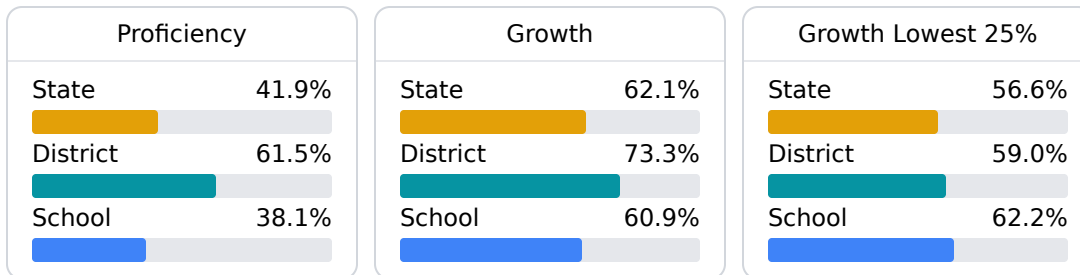 Proficiency
State 41.9%
District 61.5%
School 38.1%
Growth
State 62.1%
District 73.3%
School 60.9%
Growth Lowest 25%
State 56.6%
District 59.0%
School 62.2%